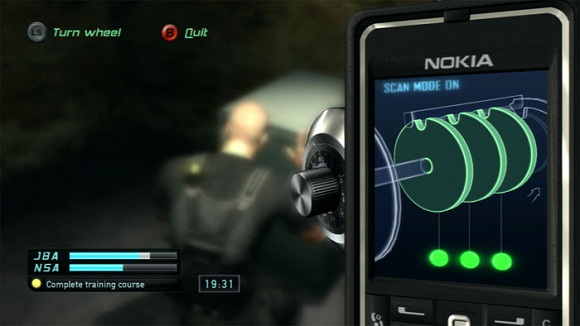 LS Turn wheel B Quit
NOKIA
SCAN MODE ON
JBA
NSA
Complete training course 19:31
C